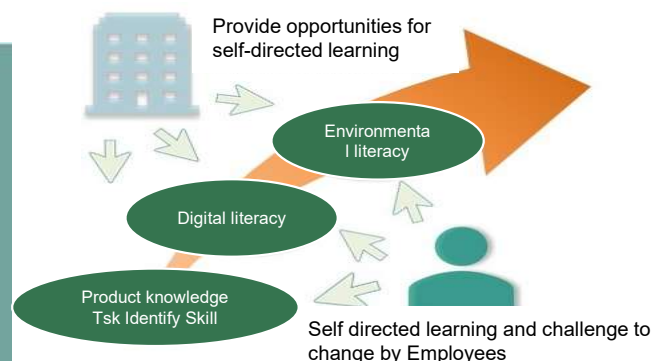 Provide opportunities for
self-directed learning
Environmenta
l literacy
Digital literacy
Product knowledge
Tsk Identify Skill
Self directed learning and challenge to
change by Employees